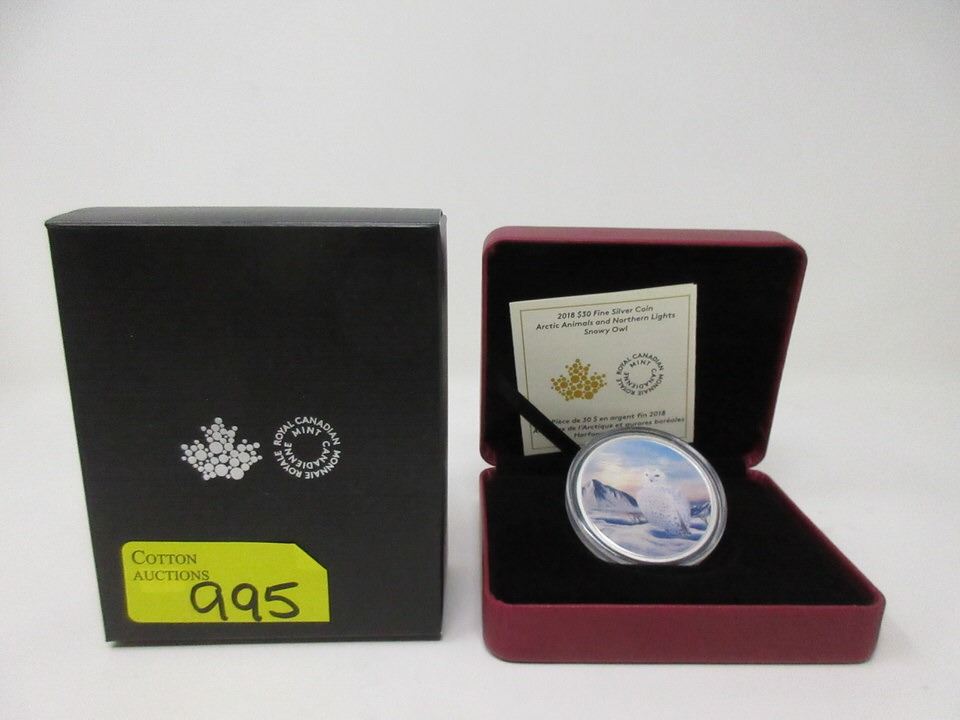 ROYAL CANADIAN MINT
MONNAIE ROYALE CANADIENNE
COTTON
AUCTIONS
995
2018 $30 Fine Silver Coin
Arctic Animals and Northern Lights
Snowy Owl
ROYAL CANADIAN MINT
MONNAIE ROYALE CANADIENNE
Pièce de 30 $ en argent fin 2018
de l'Arctique et aurores boréales